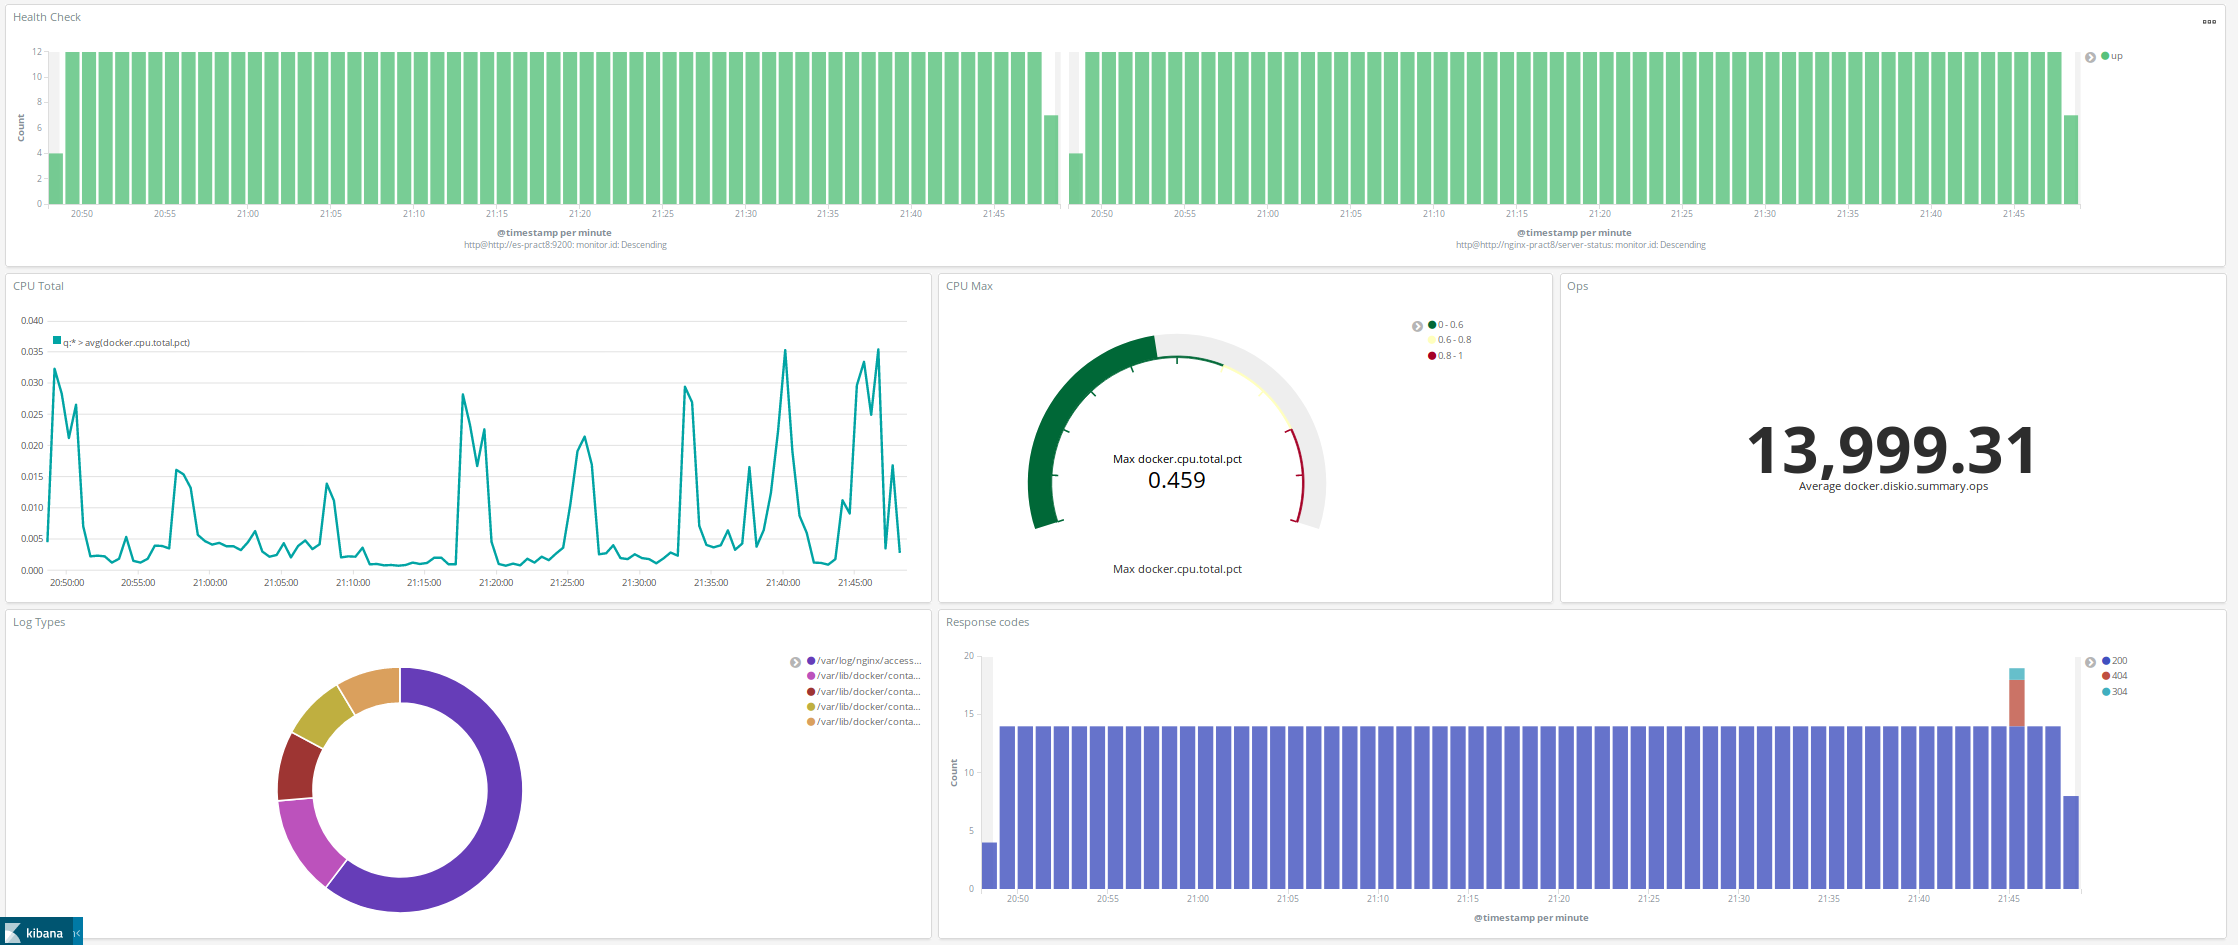 Health Check
12
10
8
6
4
2
0
Count
20:50 20:55 21:00 21:05 21:10 21:15 21:20 21:25 21:30 21:35 21:40 21:45
@timestamp per minute
http@http://es-pract8:9200: monitor.id: Descending
20:50 20:55 21:00 21:05 21:10 21:15 21:20 21:25 21:30 21:35 21:40 21:45
@timestamp per minute
http@http://nginx-pract8/server-status: monitor.id: Descending
up
CPU Total
0.040
q:* > avg(docker.cpu.total.pct)
0.035
0.030
0.025
0.020
0.015
0.010
0.005
0.000
20:50:00 20:55:00 21:00:00 21:05:00 21:10:00 21:15:00 21:20:00 21:25:00 21:30:00 21:35:00 21:40:00 21:45:00
CPU Max
0 - 0.6
0.6 - 0.8
0.8 - 1
Max docker.cpu.total.pct
0.459
Max docker.cpu.total.pct
Ops
13,999.31
Average docker.diskio.summary.ops
Log Types
/var/log/nginx/access...
/var/lib/docker/conta...
/var/lib/docker/conta...
/var/lib/docker/conta...
/var/lib/docker/conta...
Response codes
20
15
10
5
0
Count
20:50 20:55 21:00 21:05 21:10 21:15 21:20 21:25 21:30 21:35 21:40 21:45
@timestamp per minute
200
404
304
kibana